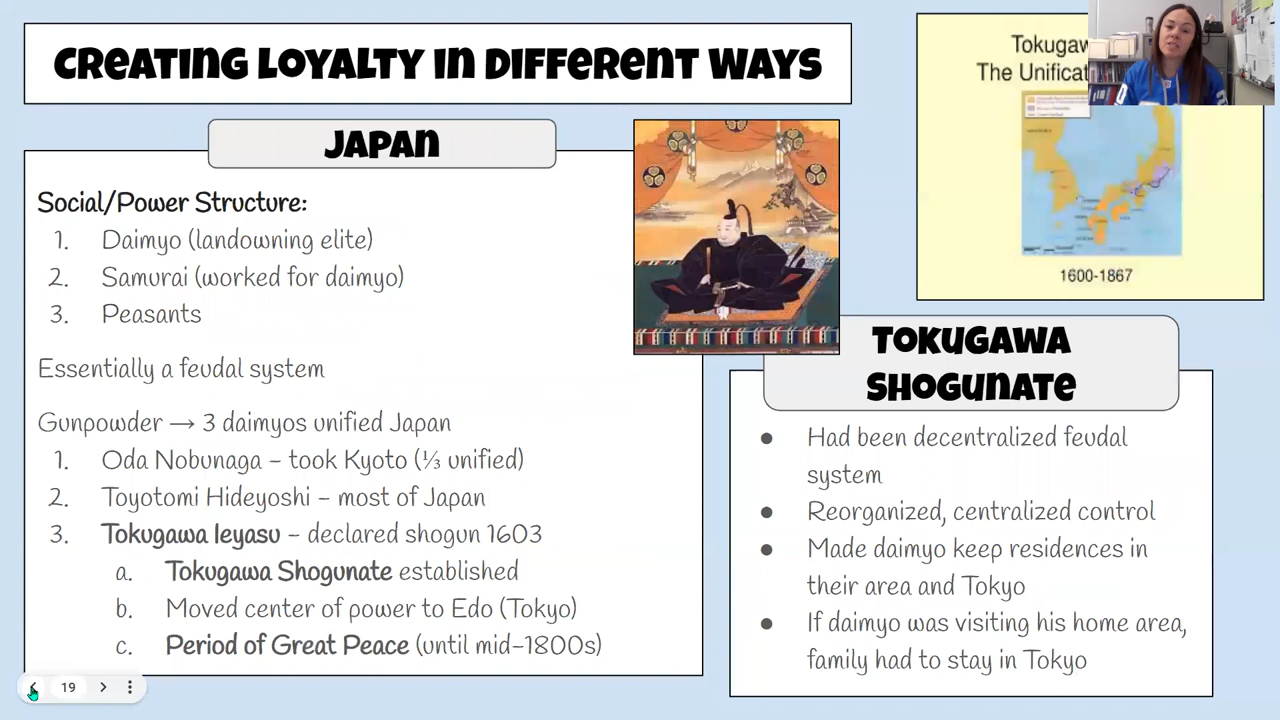 Creating Loyalty in Different Ways
Japan
Social/Power Structure:
1. Daimyo (landowning elite)
2. Samurai (worked for daimyo)
3. Peasants
Essentially a feudal system
Gunpowder → 3 daimyos unified Japan
1. Oda Nobunaga – took Kyoto (⅓ unified)
2. Toyotomi Hideyoshi – most of Japan
3. Tokugawa Ieyasu – declared shogun 1603
a. Tokugawa Shogunate established
b. Moved center of power to Edo (Tokyo)
c. Period of Great Peace (until mid-1800s)
19
Tokugaw
The Unificat
1600-1867
Tokugawa
Shogunate
● Had been decentralized feudal
system
● Reorganized, centralized control
● Made daimyo keep residences in
their area and Tokyo
● If daimyo was visiting his home area,
family had to stay in Tokyo